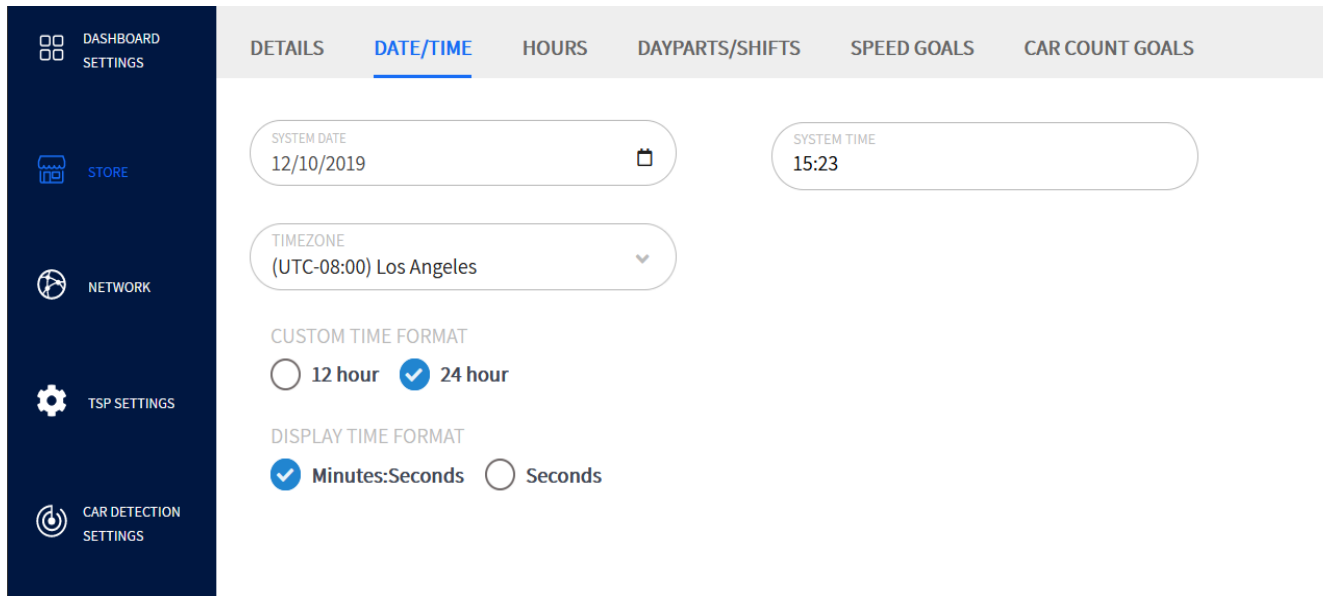 DASHBOARD
SETTINGS
STORE
NETWORK
TSP SETTINGS
CAR DETECTION
SETTINGS
DETAILS DATE/TIME HOURS DAYPARTS/SHIFTS SPEED GOALS CAR COUNT GOALS
SYSTEM DATE
12/10/2019
SYSTEM TIME
15:23
TIMEZONE
(UTC-08:00) Los Angeles
CUSTOM TIME FORMAT
12 hour 24 hour
DISPLAY TIME FORMAT
Minutes:Seconds Seconds